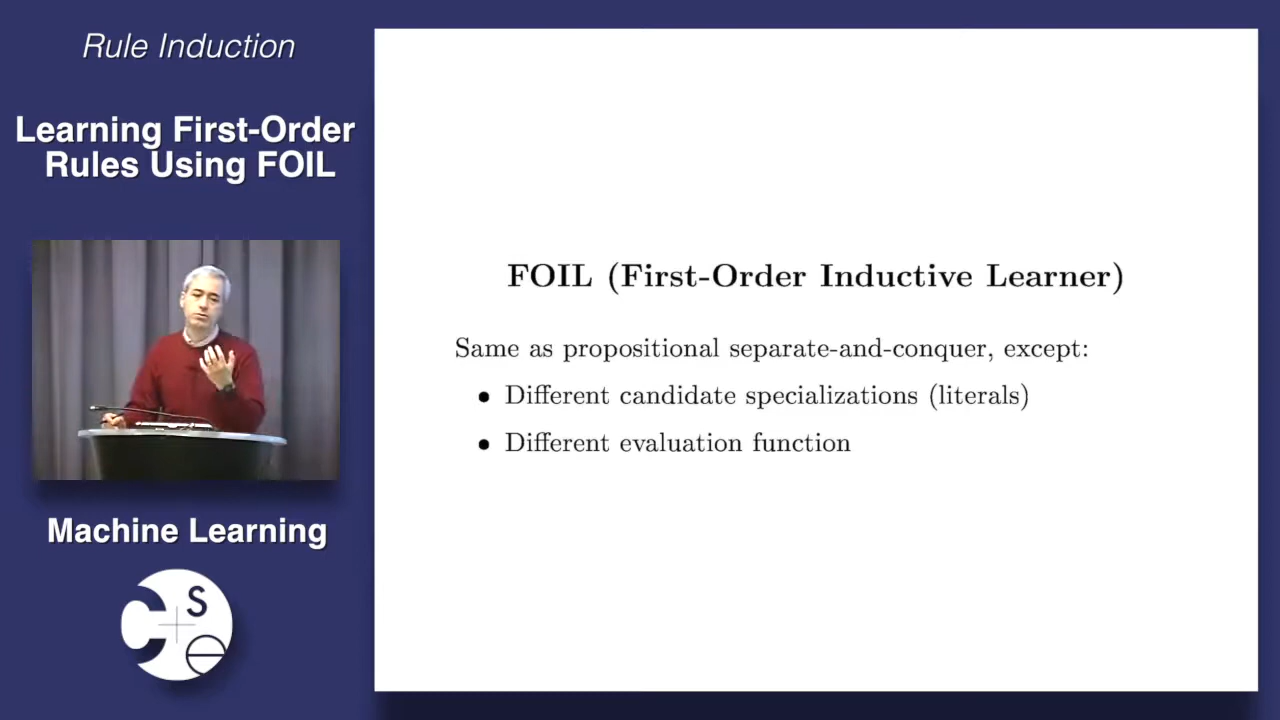 Rule Induction
Learning First-Order
Rules Using FOIL
Machine Learning
C s e
FOIL (First-Order Inductive Learner)
Same as propositional separate-and-conquer, except:
• Different candidate specializations (literals)
• Different evaluation function